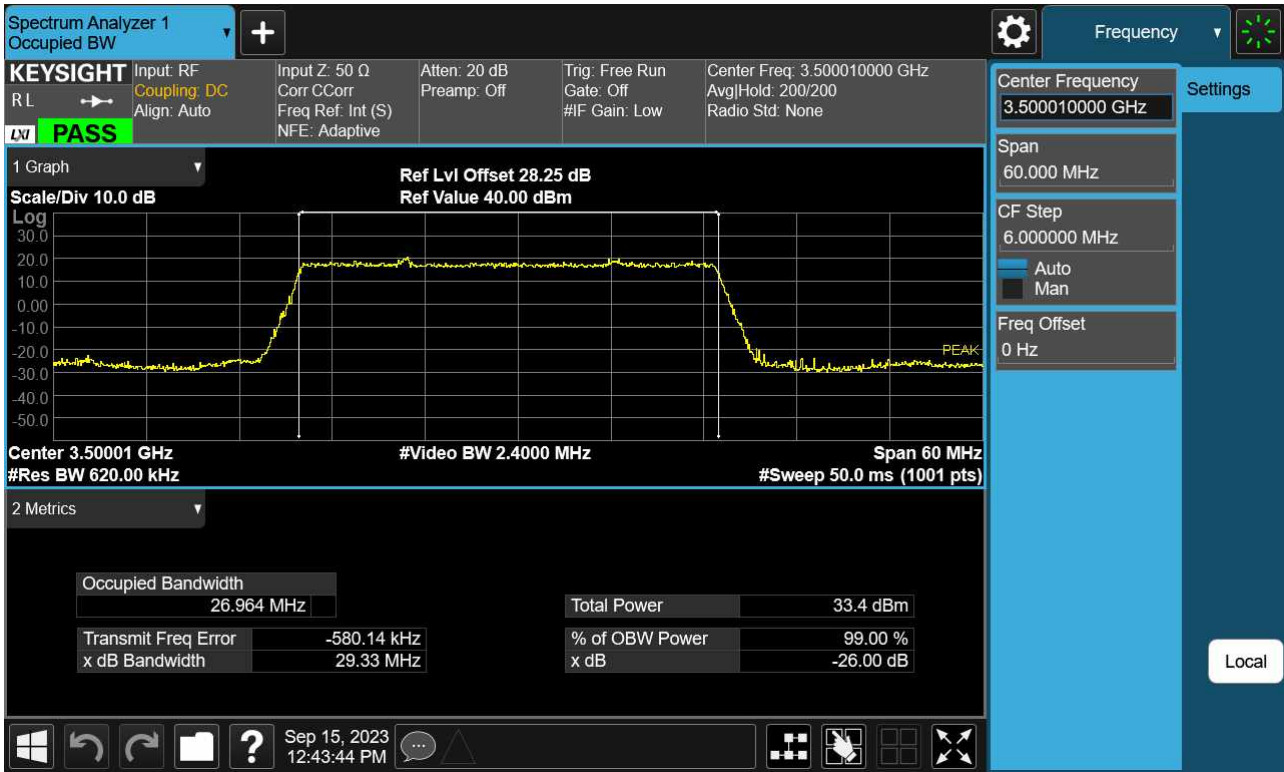 Spectrum Analyzer 1
Occupied BW
Frequency
KEYSIGHT
R L
LXI
PASS
Input: RF
Coupling: DC
Align: Auto
Input Z: 50 Ω
Corr CCorr
Freq Ref: Int (S)
NFE: Adaptive
Atten: 20 dB
Preamp: Off
Trig: Free Run
Gate: Off
#IF Gain: Low
Center Freq: 3.500010000 GHz
Avg|Hold: 200/200
Radio Std: None
Center Frequency
3.500010000 GHz
Settings
Span
60.000 MHz
CF Step
6.000000 MHz
Auto
Man
Freq Offset
0 Hz
Local
1 Graph
Ref Lvl Offset 28.25 dB
Scale/Div 10.0 dB
Ref Value 40.00 dBm
Log
30.0
20.0
10.0
0.00
-10.0
-20.0
-30.0
-40.0
-50.0
PEAK
Center 3.50001 GHz
#Video BW 2.4000 MHz
Span 60 MHz
#Res BW 620.00 kHz
#Sweep 50.0 ms (1001 pts)
2 Metrics
Occupied Bandwidth
26.964 MHz
Total Power 33.4 dBm
Transmit Freq Error -580.14 kHz
% of OBW Power 99.00 %
x dB Bandwidth 29.33 MHz
x dB -26.00 dB
?
Sep 15, 2023
12:43:44 PM